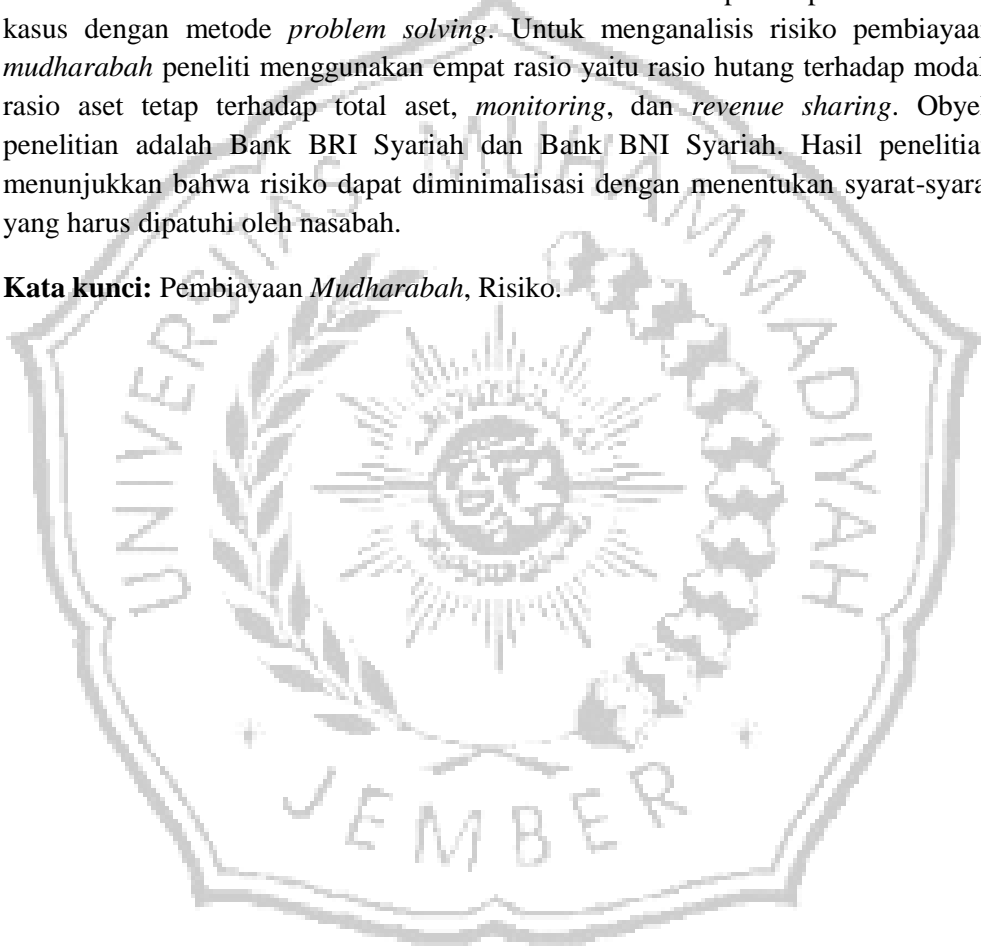 kasus dengan metode problem solving. Untuk menganalisis risiko pembiayaan
mudharabah peneliti menggunakan empat rasio yaitu rasio hutang terhadap modal
rasio aset tetap terhadap total aset, monitoring, dan revenue sharing. Obyek
penelitian adalah Bank BRI Syariah dan Bank BNI Syariah. Hasil penelitian
menunjukkan bahwa risiko dapat diminimalisasi dengan menentukan syarat-syarat
yang harus dipatuhi oleh nasabah.
Kata kunci: Pembiayaan Mudharabah, Risiko.
UNIVERSITAS MUHAMMADIYAH
JEMBER